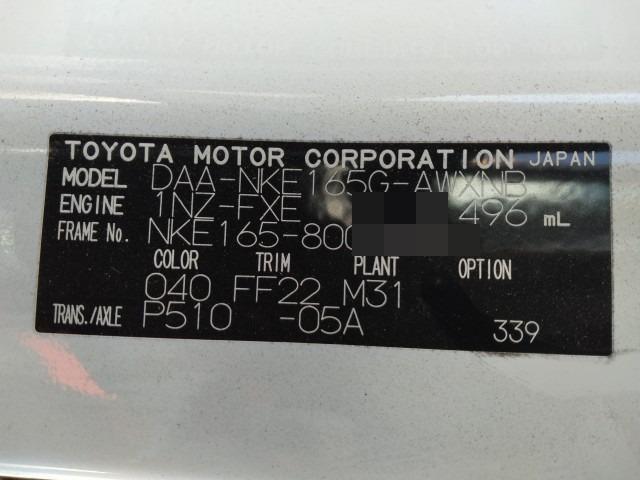 TOYOTA MOTOR CORPORATION JAPAN
MODEL DAA-NKE165G-AWXNB
ENGINE 1NZ-FXE 496 mL
FRAME No. NKE165-800
COLOR TRIM PLANT OPTION
040 FF22 M31
TRANS./AXLE P510 -05A 339